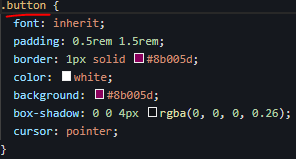 .button {
font: inherit;
padding: 0.5rem 1.5rem;
border: 1px solid #8b005d;
color: white;
background: #8b005d;
box-shadow: 0 0 4px rgba(0, 0, 0, 0.26);
cursor: pointer;
}